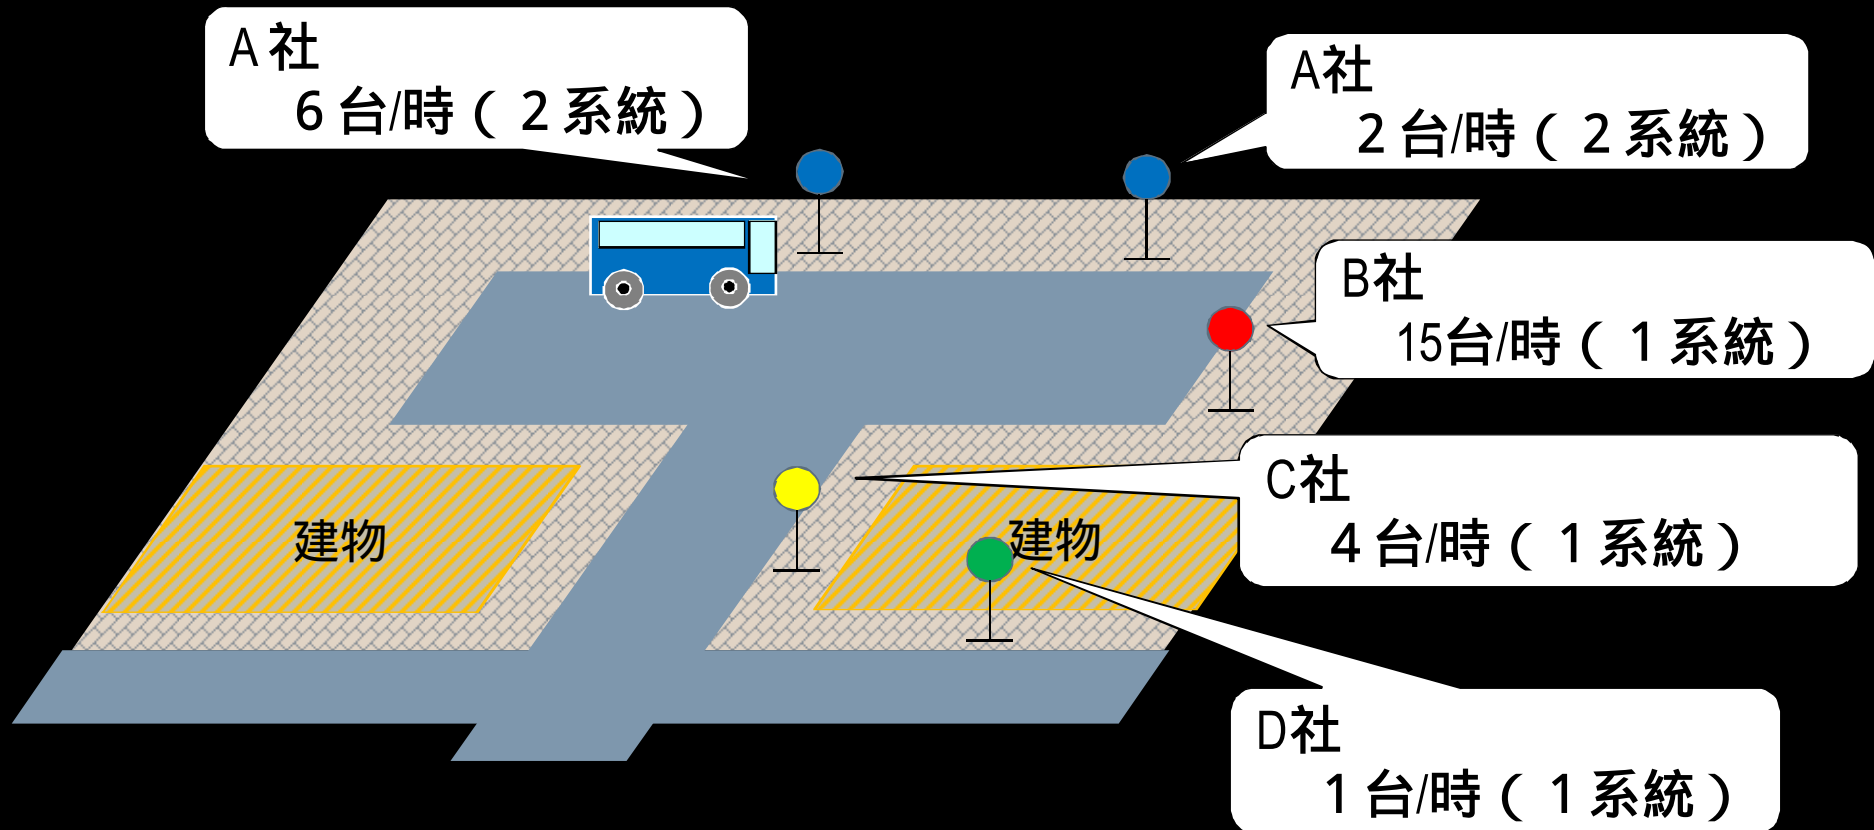 A社
6台/時（2系統）
A社
2台/時（2系統）
B社
15台/時（1系統）
C社
4台/時（1系統）
建物
建物
D社
1台/時（1系統）